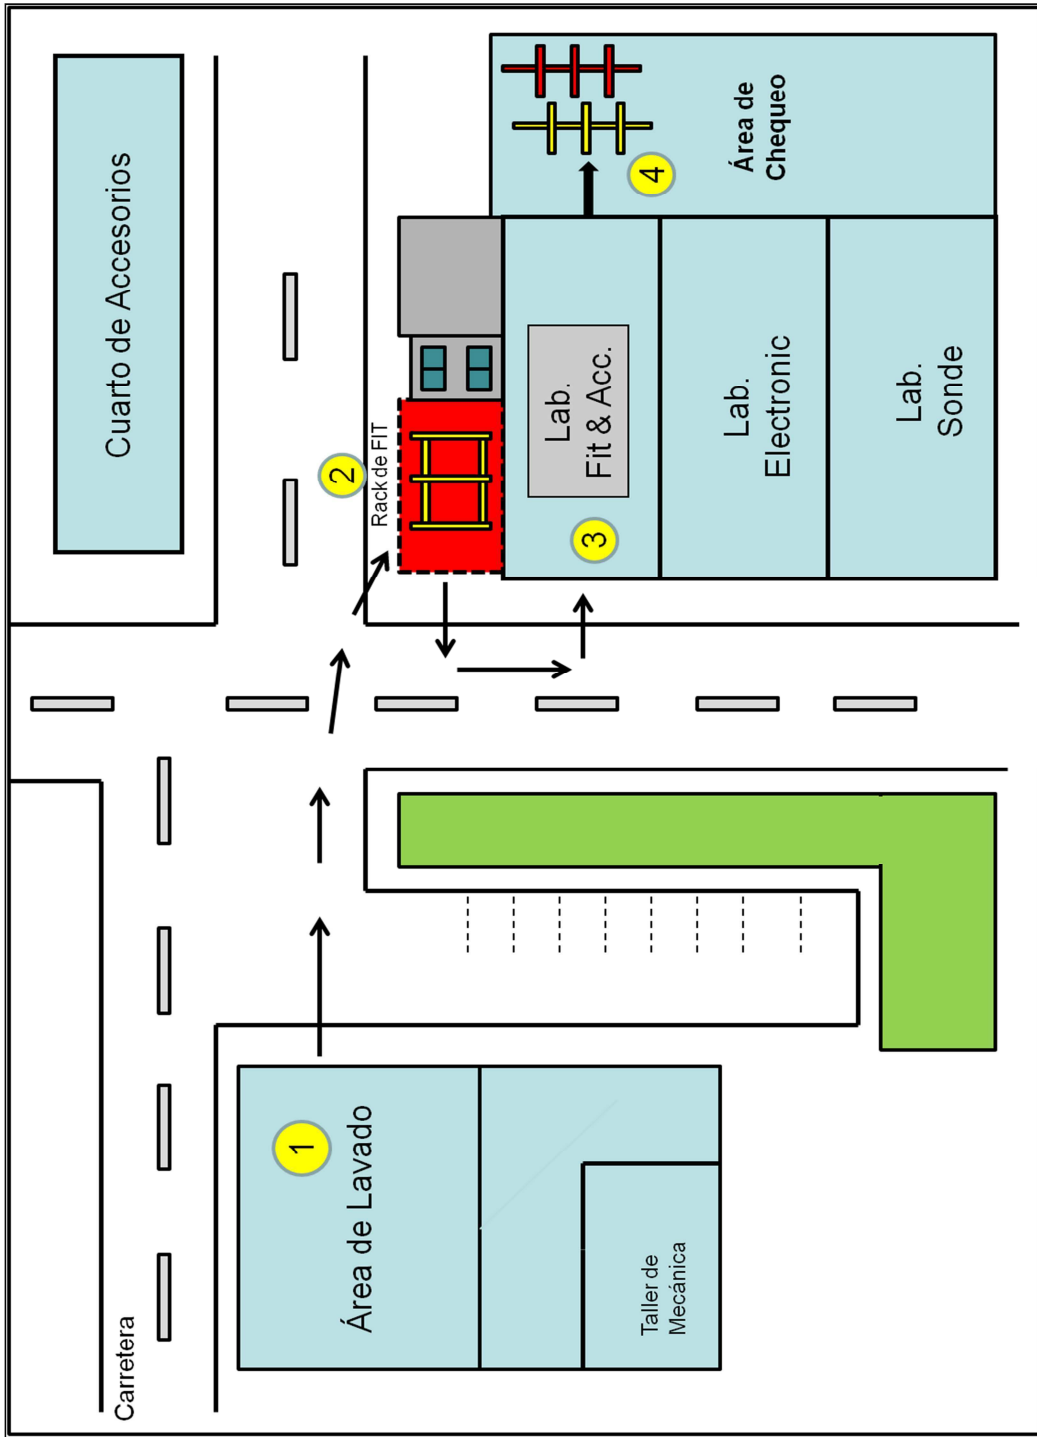 Carretera
Cuarto de Accesorios
Área de Lavado
1
Taller de
Mecánica
2
Rack de FIT
Lab.
Fit & Acc.
3
Lab.
Electronic
Lab.
Sonde
4
Área de
Chequeo